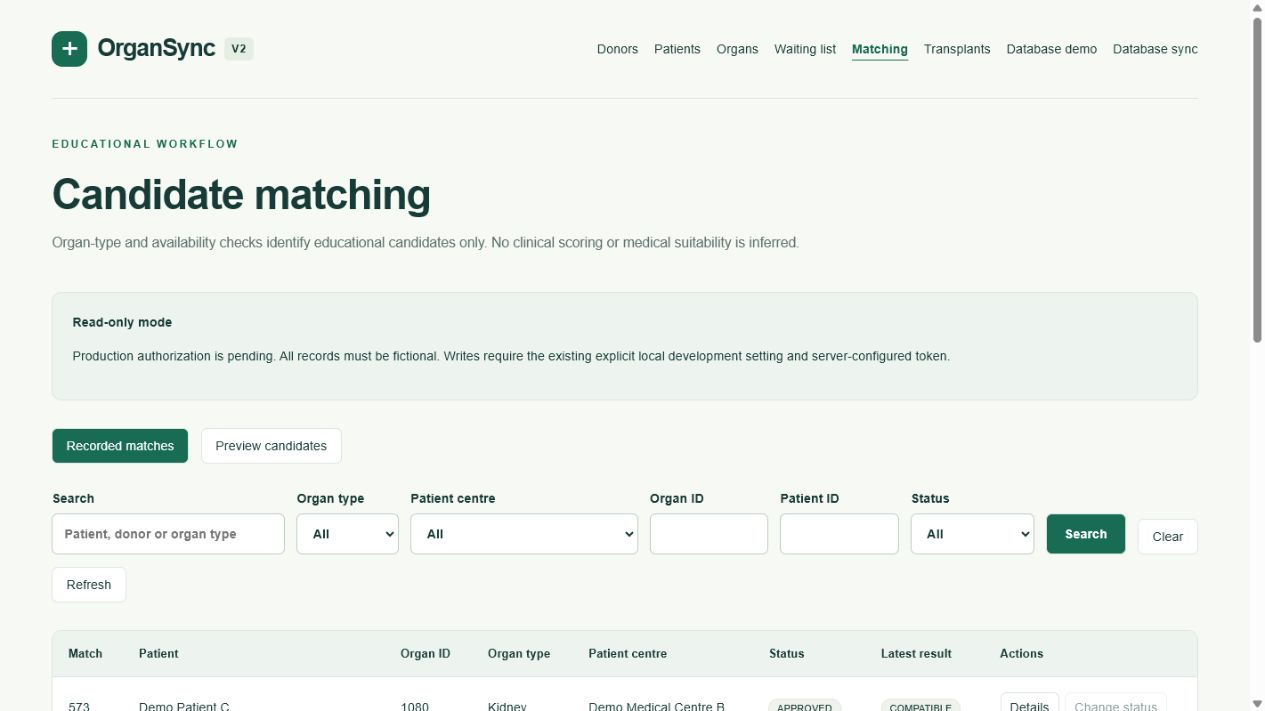 OrganSync V2
Donors Patients Organs Waiting list Matching Transplants Database demo Database sync
EDUCATIONAL WORKFLOW
Candidate matching
Organ-type and availability checks identify educational candidates only. No clinical scoring or medical suitability is inferred.
Read-only mode
Production authorization is pending. All records must be fictional. Writes require the existing explicit local development setting and server-configured token.
Recorded matches Preview candidates
Search Organ type Patient centre Organ ID Patient ID Status
Patient, donor or organ type All All All Search Clear
Refresh
Match Patient Organ ID Organ type Patient centre Status Latest result Actions
573 Demo Patient C 1080 Kidney Demo Medical Centre B APPROVED COMPATIBLE Details Change status